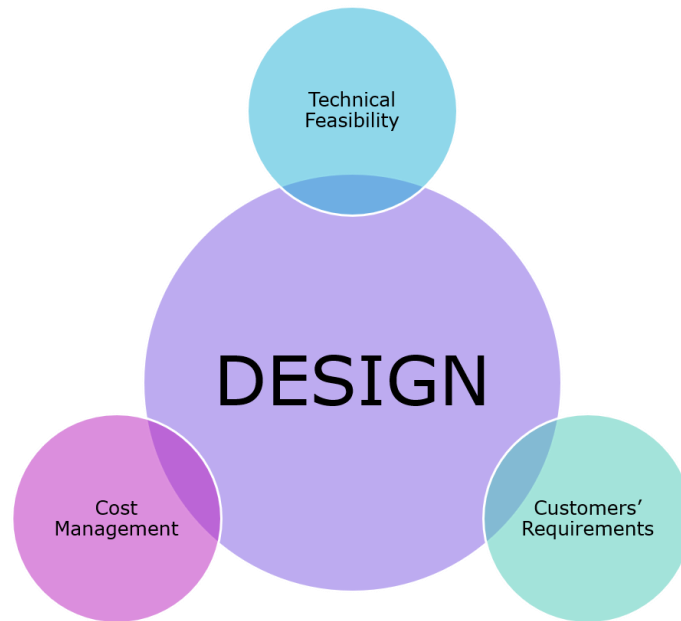 Technical
Feasibility
DESIGN
Cost
Management
Customers’
Requirements